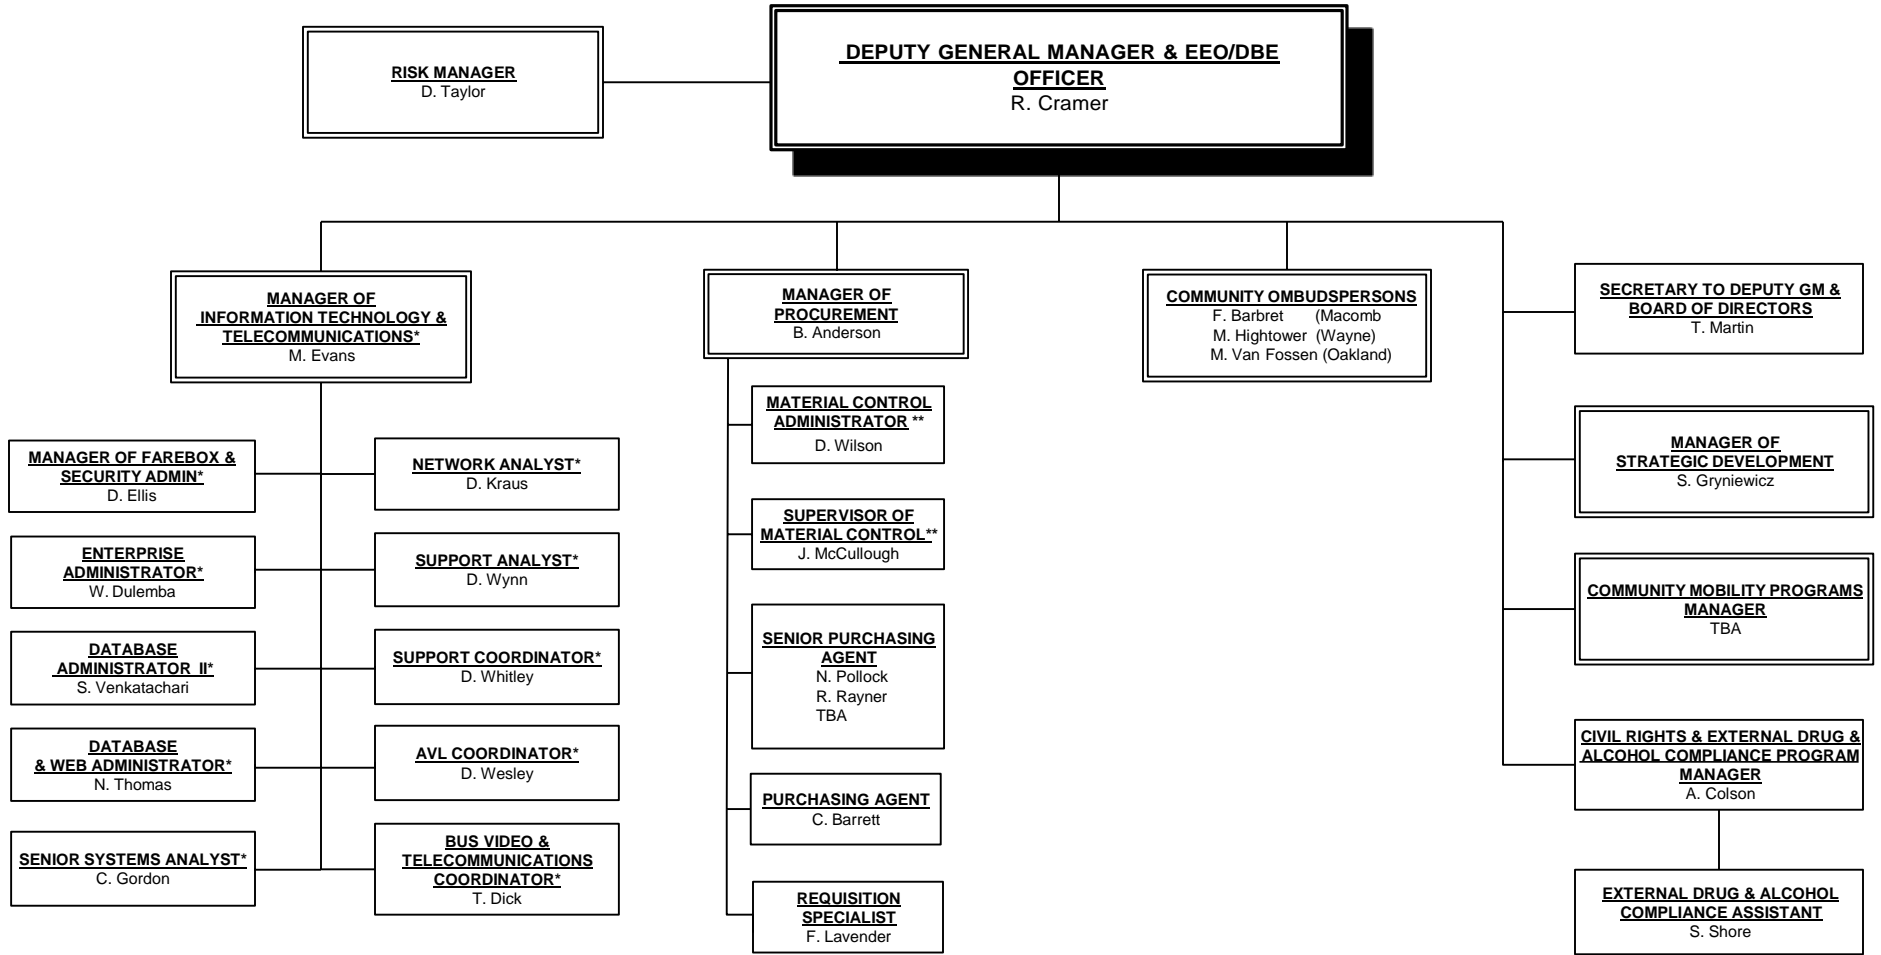 RISK MANAGER
D. Taylor
DEPUTY GENERAL MANAGER & EEO/DBE
OFFICER
R. Cramer
MANAGER OF
INFORMATION TECHNOLOGY &
TELECOMMUNICATIONS*
M. Evans
MANAGER OF FAREBOX &
SECURITY ADMIN*
D. Ellis
ENTERPRISE
ADMINISTRATOR*
W. Dulemba
DATABASE
ADMINISTRATOR II*
S. Venkatachari
DATABASE
& WEB ADMINISTRATOR*
N. Thomas
SENIOR SYSTEMS ANALYST*
C. Gordon
NETWORK ANALYST*
D. Kraus
SUPPORT ANALYST*
D. Wynn
SUPPORT COORDINATOR*
D. Whitley
AVL COORDINATOR*
D. Wesley
BUS VIDEO &
TELECOMMUNICATIONS
COORDINATOR*
T. Dick
MANAGER OF
PROCUREMENT
B. Anderson
MATERIAL CONTROL
ADMINISTRATOR **
D. Wilson
SUPERVISOR OF
MATERIAL CONTROL**
J. McCullough
SENIOR PURCHASING
AGENT
N. Pollock
R. Rayner
TBA
PURCHASING AGENT
C. Barrett
REQUISITION
SPECIALIST
F. Lavender
COMMUNITY OMBUDSPERSONS
F. Barbret (Macomb
M. Hightower (Wayne)
M. Van Fossen (Oakland)
SECRETARY TO DEPUTY GM &
BOARD OF DIRECTORS
T. Martin
MANAGER OF
STRATEGIC DEVELOPMENT
S. Gryniewicz
COMMUNITY MOBILITY PROGRAMS
MANAGER
TBA
CIVIL RIGHTS & EXTERNAL DRUG &
ALCOHOL COMPLIANCE PROGRAM
MANAGER
A. Colson
EXTERNAL DRUG & ALCOHOL
COMPLIANCE ASSISTANT
S. Shore